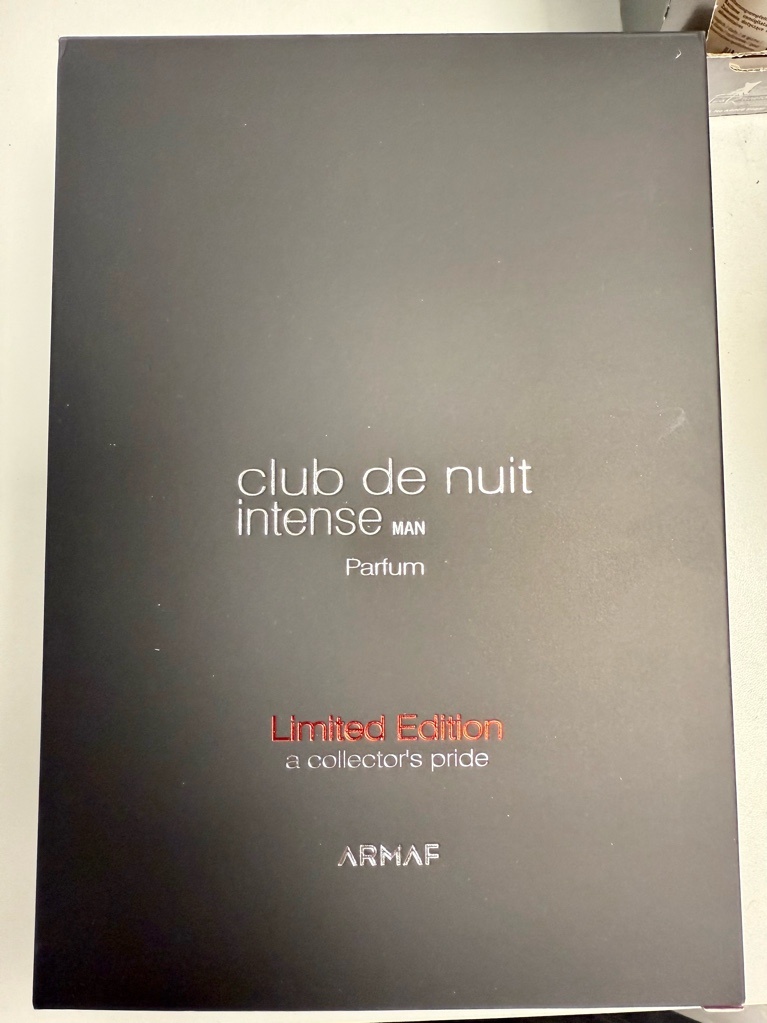 club de nuit
intense MAN
Parfum
Limited Edition
a collector's pride
ARMAF